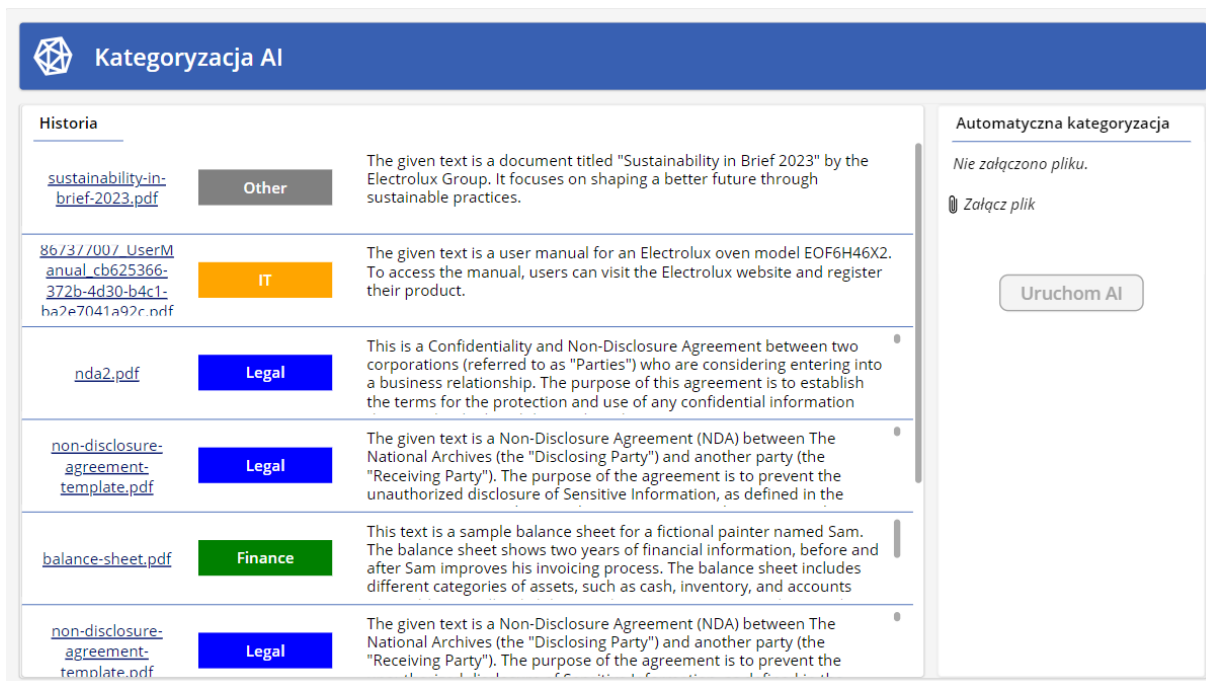 Kategoryzacja AI
Historia
sustainability-in-
brief-2023.pdf
Other
The given text is a document titled "Sustainability in Brief 2023" by the
Electrolux Group. It focuses on shaping a better future through
sustainable practices.
867377007_UserM
anual_cb625366-
372b-4d30-b4c1-
ba2e7041a92c.pdf
IT
The given text is a user manual for an Electrolux oven model EOF6H46X2.
To access the manual, users can visit the Electrolux website and register
their product.
nda2.pdf
Legal
This is a Confidentiality and Non-Disclosure Agreement between two
corporations (referred to as "Parties") who are considering entering into
a business relationship. The purpose of this agreement is to establish
the terms for the protection and use of any confidential information
non-disclosure-
agreement-
template.pdf
Legal
The given text is a Non-Disclosure Agreement (NDA) between The
National Archives (the "Disclosing Party") and another party (the
"Receiving Party"). The purpose of the agreement is to prevent the
unauthorized disclosure of Sensitive Information, as defined in the
balance-sheet.pdf
Finance
This text is a sample balance sheet for a fictional painter named Sam.
The balance sheet shows two years of financial information, before and
after Sam improves his invoicing process. The balance sheet includes
different categories of assets, such as cash, inventory, and accounts
non-disclosure-
agreement-
template.pdf
Legal
The given text is a Non-Disclosure Agreement (NDA) between The
National Archives (the "Disclosing Party") and another party (the
"Receiving Party"). The purpose of the agreement is to prevent the
Automatyczna kategoryzacja
Nie załączono pliku.
Załącz plik
Uruchom AI